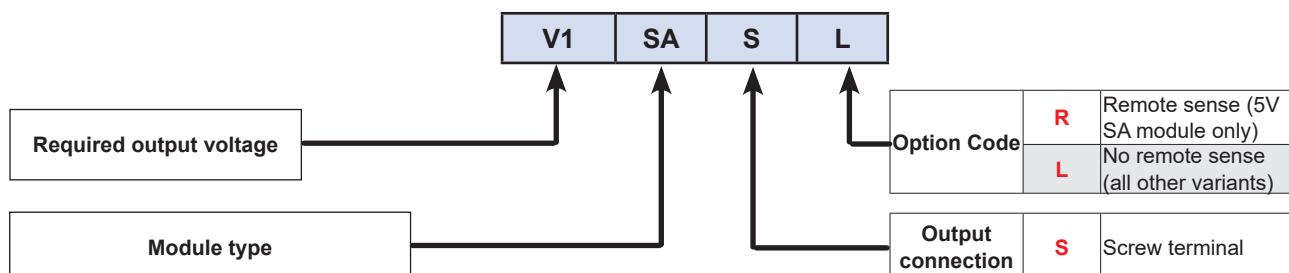 V1 SA S L
Required output voltage
Module type
Option Code
R
Remote sense (5V
SA module only)
L
No remote sense
(all other variants)
Output
connection
S
Screw terminal